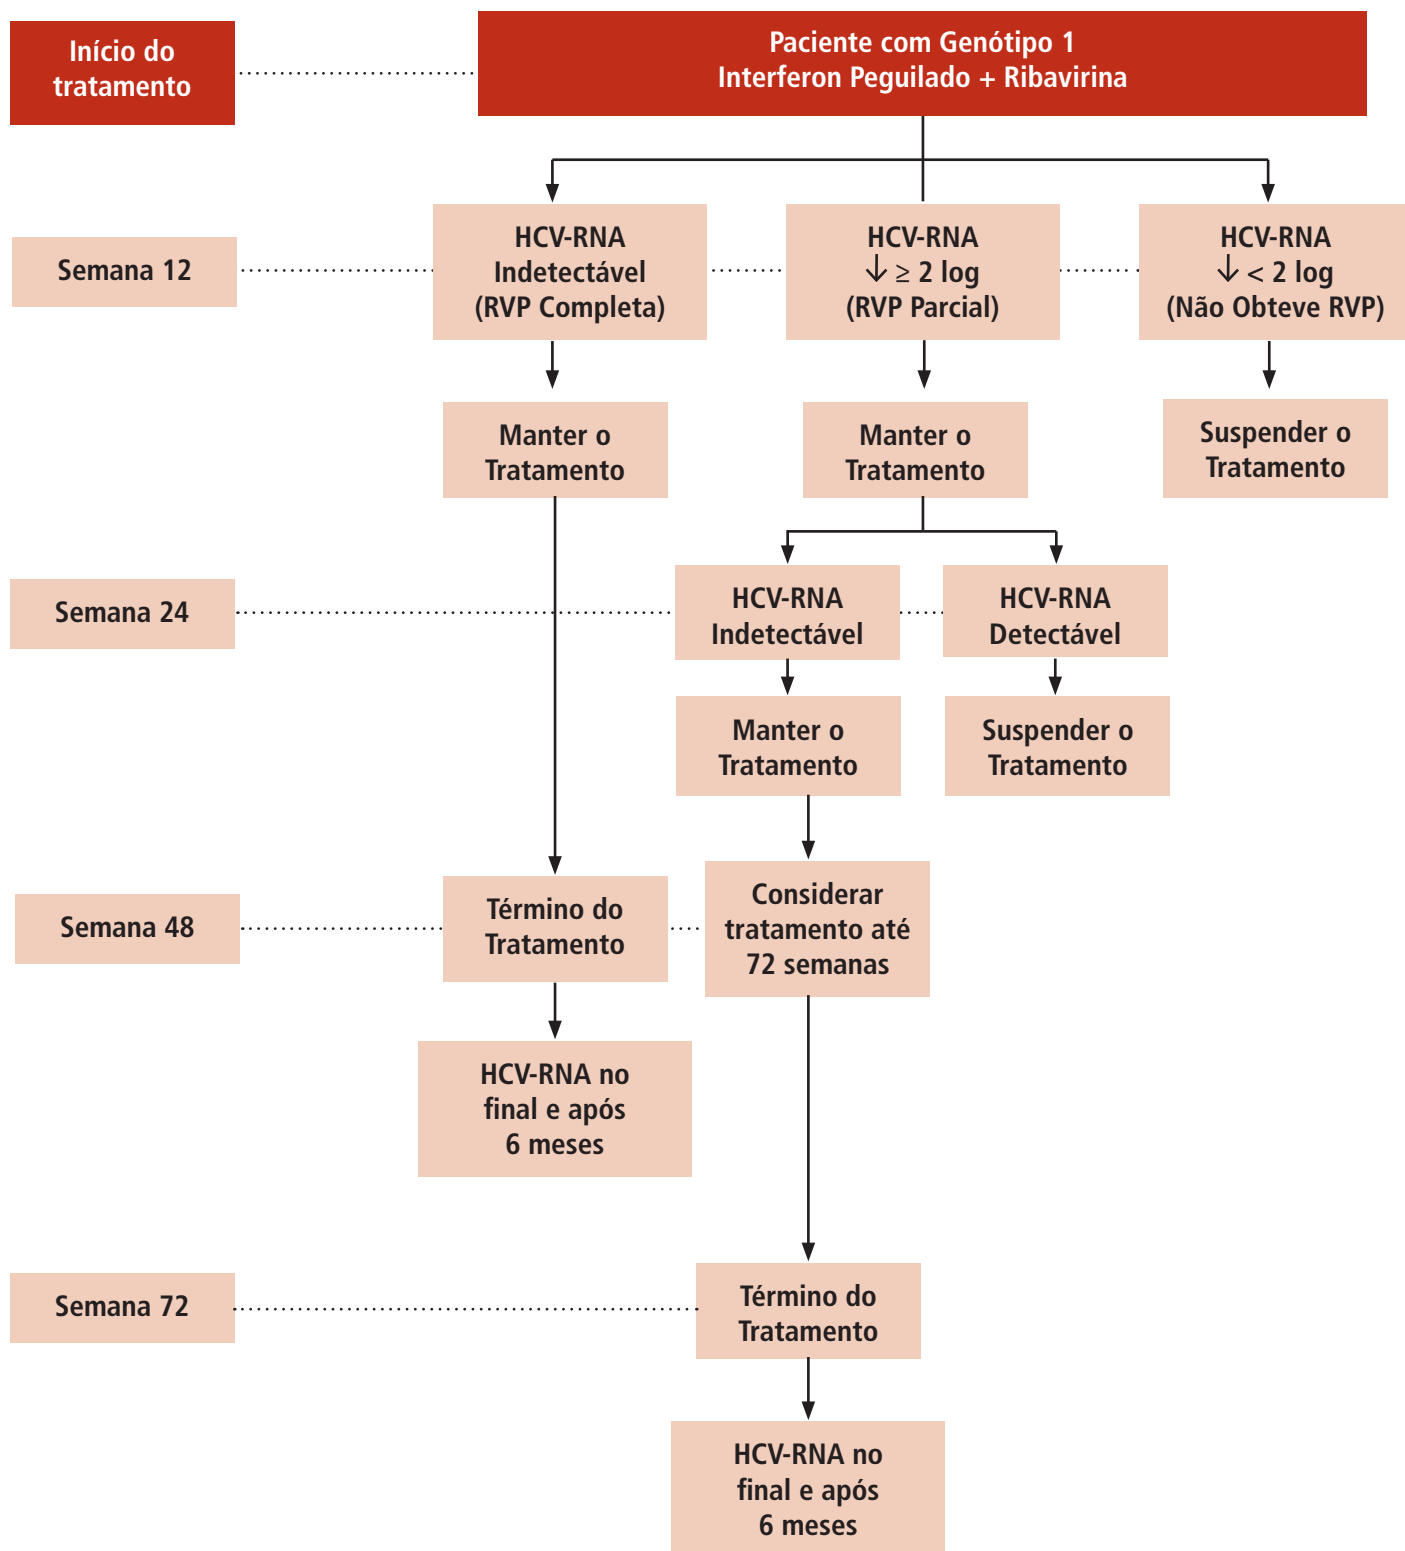 Início do
tratamento
Paciente com Genótipo 1
Interferon Peguilado + Ribavirina
Semana 12
HCV-RNA
Indetectável
(RVP Completa)
HCV-RNA
↓ ≥ 2 log
(RVP Parcial)
HCV-RNA
↓ < 2 log
(Não Obteve RVP)
Manter o
Tratamento
Manter o
Tratamento
Suspender o
Tratamento
Semana 24
HCV-RNA
Indetectável
HCV-RNA
Detectável
Manter o
Tratamento
Suspender o
Tratamento
Semana 48
Término do
Tratamento
Considerar
tratamento até
72 semanas
HCV-RNA no
final e após
6 meses
Semana 72
Término do
Tratamento
HCV-RNA no
final e após
6 meses